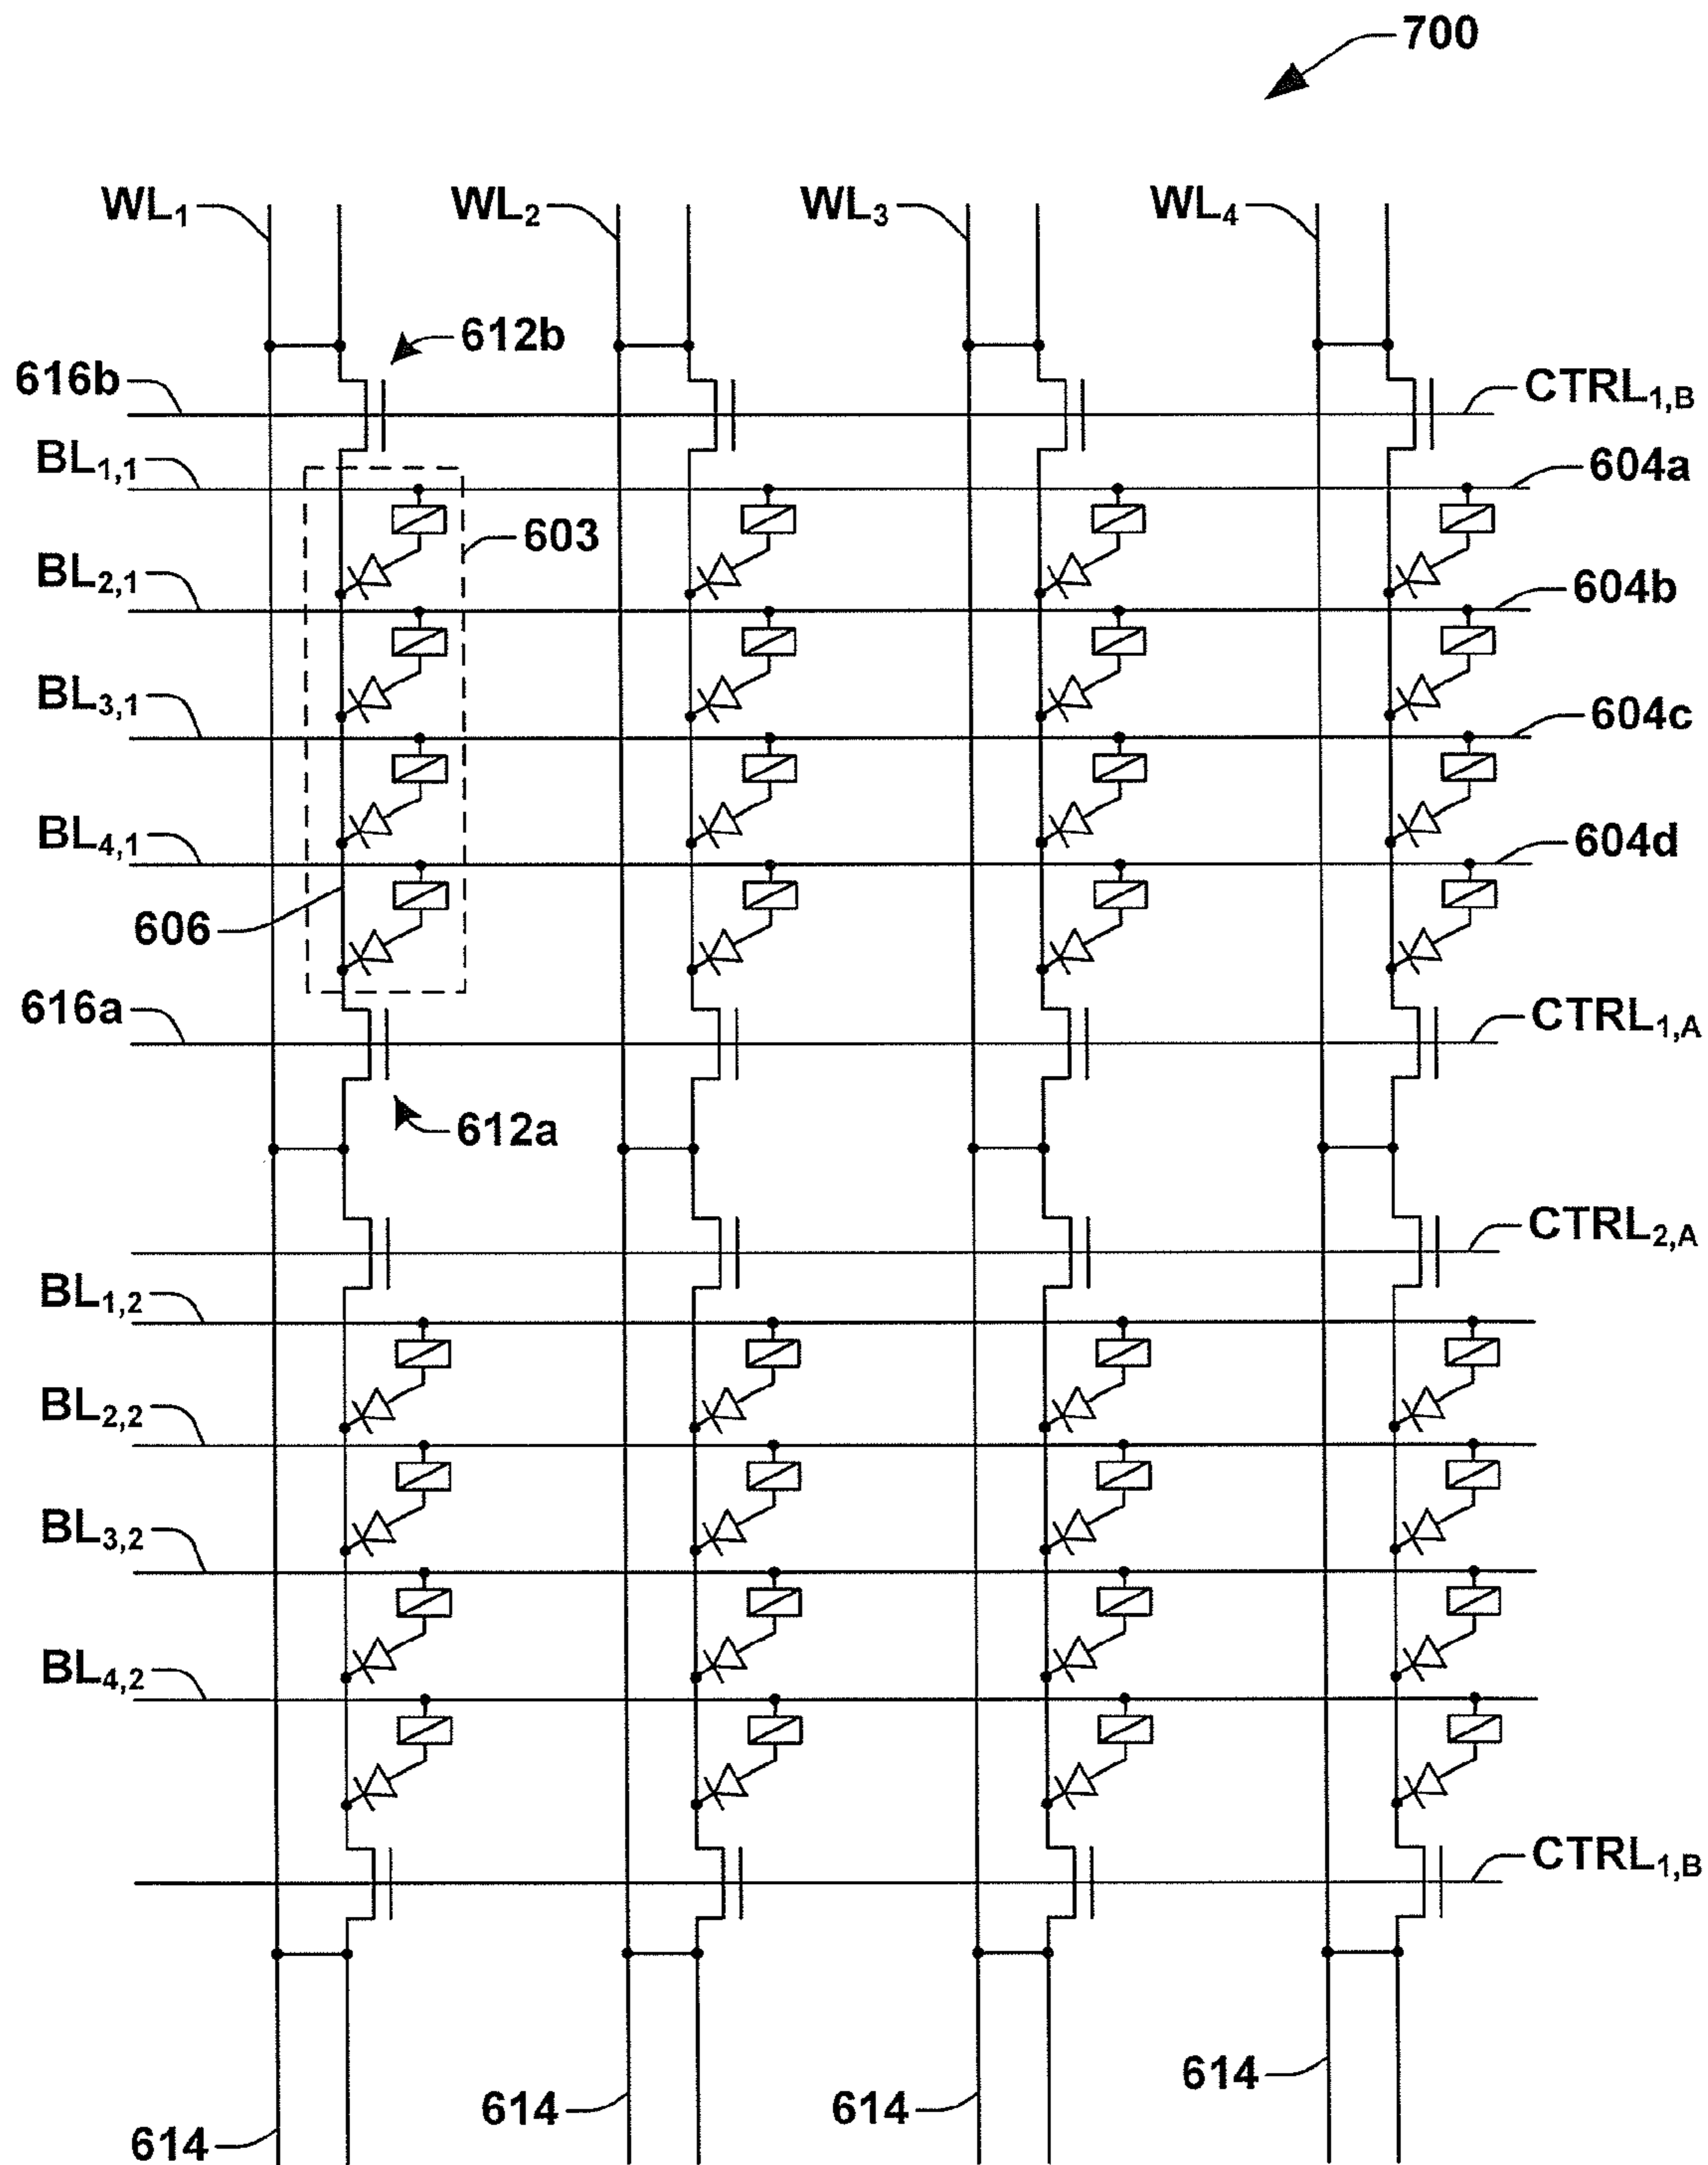 700
WL1 WL2 WL3 WL4
612b
616b CTRL1,B
BL1,1 604a
603
BL2,1 604b
BL3,1 604c
BL4,1 604d
606
616a CTRL1,A
612a
CTRL2,A
BL1,2
BL2,2
BL3,2
BL4,2
CTRL1,B
614 614 614 614